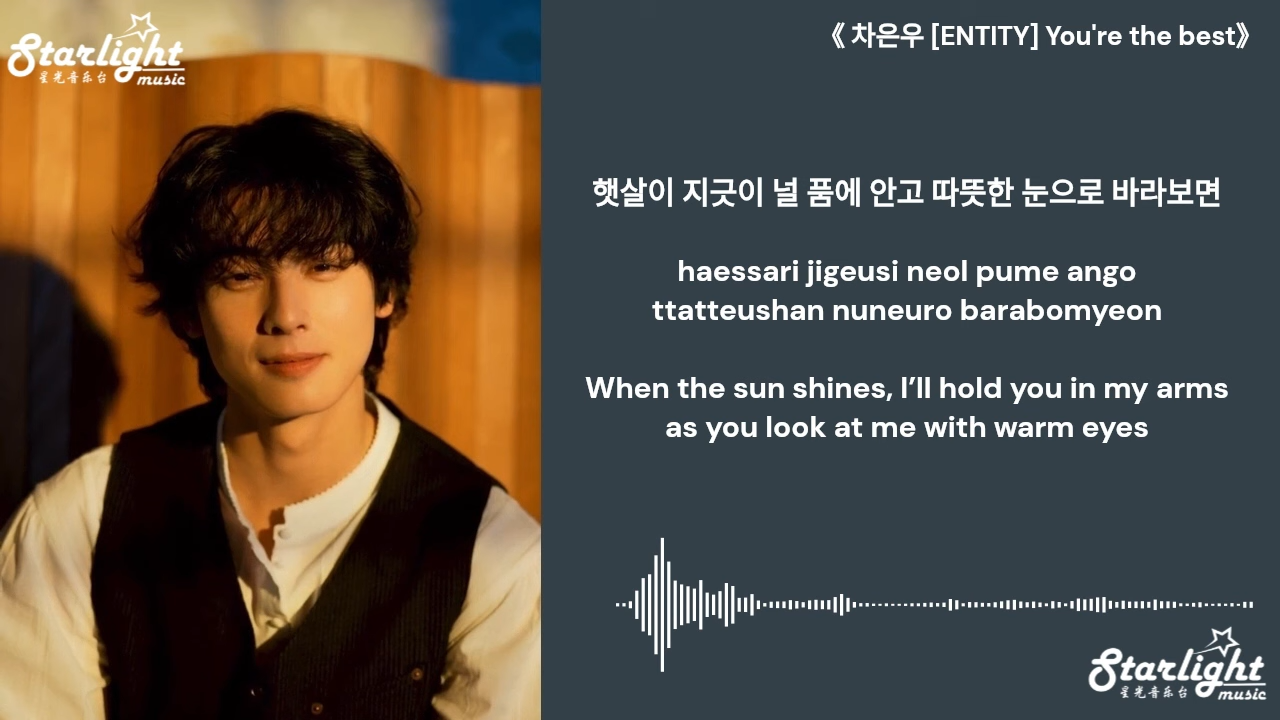 Starlight
星光音乐台 music
《 차은우 [ENTITY] You're the best》
햇살이 지긋이 널 품에 안고 따뜻한 눈으로 바라보면
haessari jigeusi neol pume ango
ttatteushan nuneuro barabomyeon
When the sun shines, I’ll hold you in my arms
as you look at me with warm eyes
Starlight
星光音乐台 music